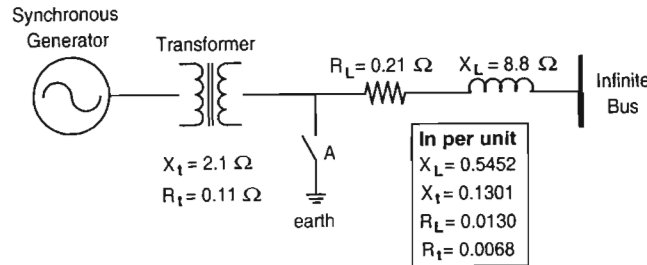 Synchronous
Generator
Transformer
R_L = 0.21 Ω
X_L = 8.8 Ω
Infinite
Bus
A
X_t = 2.1 Ω
R_t = 0.11 Ω
earth
In per unit
X_L = 0.5452
X_t = 0.1301
R_L = 0.0130
R_t = 0.0068